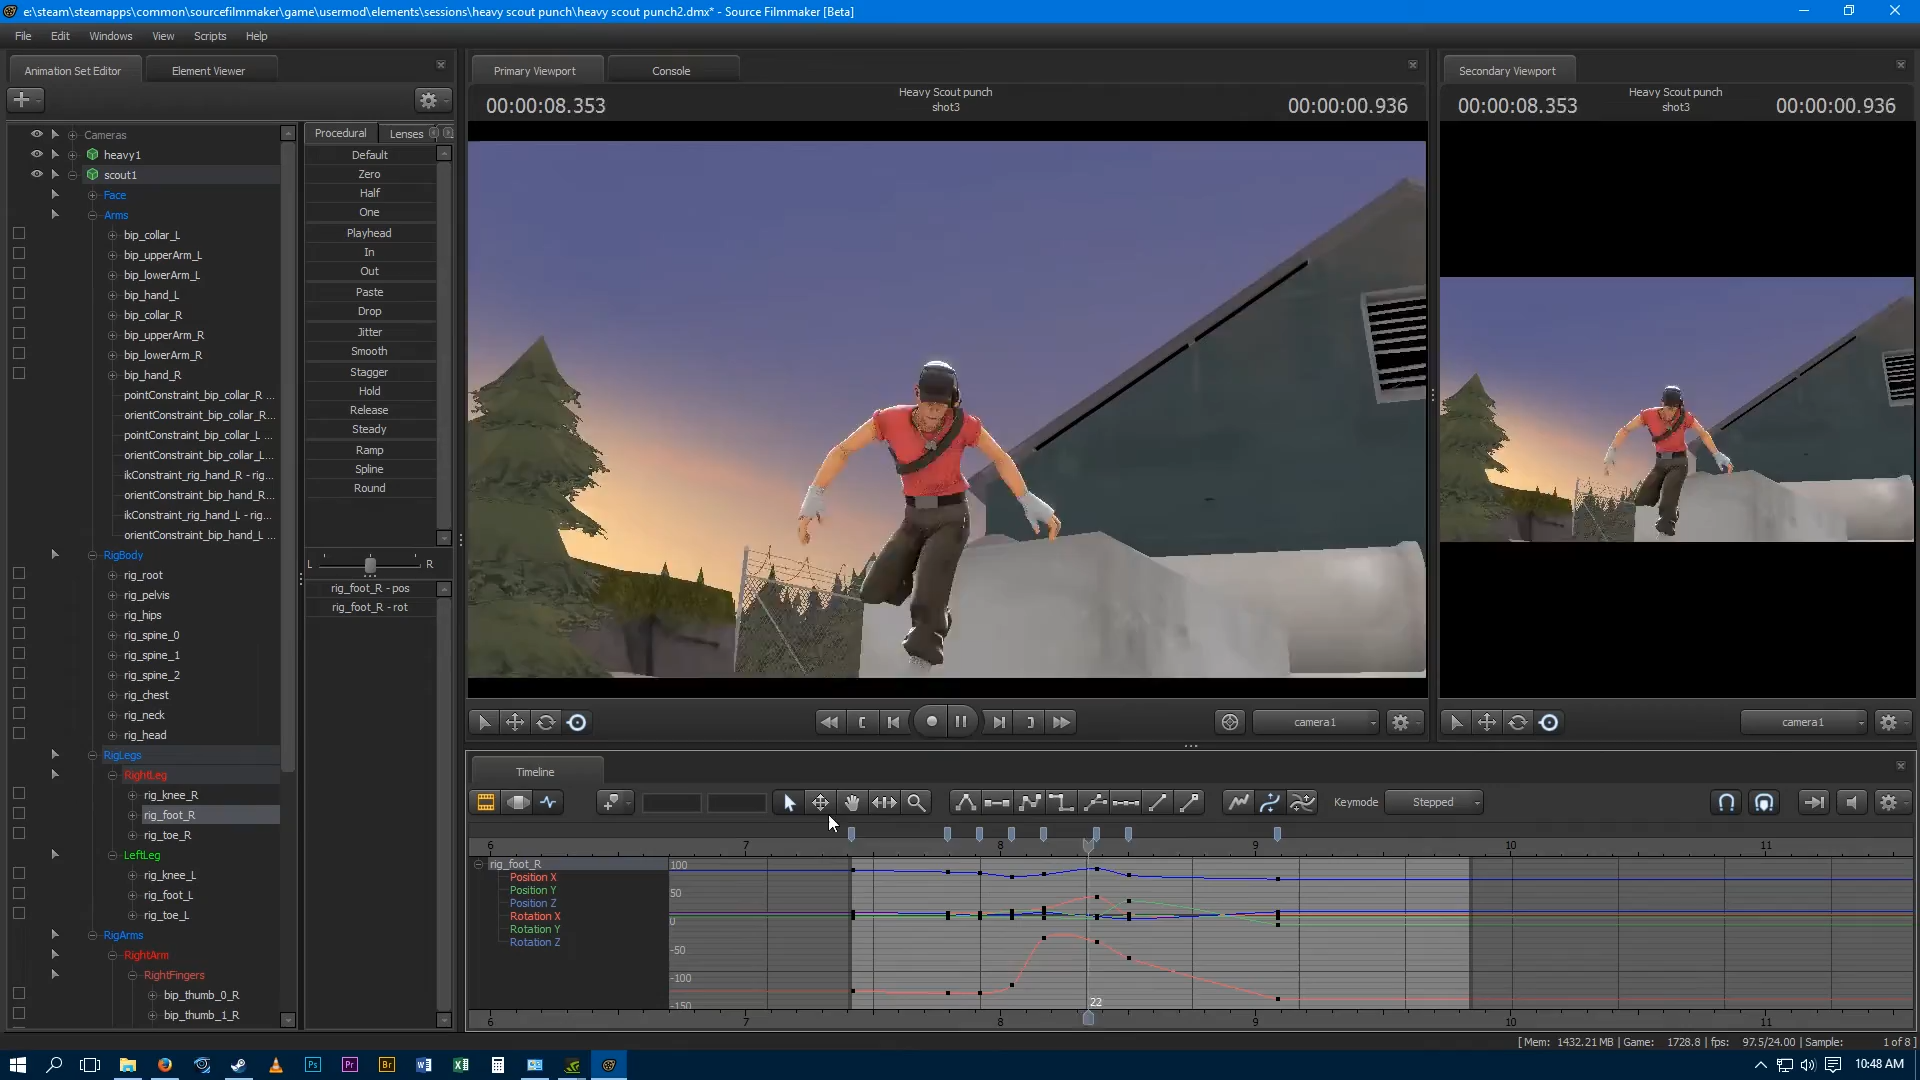 e:\steam\steamapps\common\sourcefilmmaker\game\usermod\elements\sessions\heavy scout punch\heavy scout punch2.dmx* - Source Filmmaker [Beta]
File Edit Windows View Scripts Help
Animation Set Editor Element Viewer
Primary Viewport Console
Secondary Viewport
00:00:08.353 Heavy Scout punch 00:00:00.936
shot3
00:00:08.353 Heavy Scout punch 00:00:00.936
shot3
Cameras
heavy1
scout1
Face
Arms
bip_collar_L
bip_upperArm_L
bip_lowerArm_L
bip_hand_L
bip_collar_R
bip_upperArm_R
bip_lowerArm_R
bip_hand_R
pointConstraint_bip_collar_R ...
orientConstraint_bip_collar_R...
pointConstraint_bip_collar_L ...
orientConstraint_bip_collar_L...
ikConstraint_rig_hand_R - rig...
orientConstraint_bip_hand_R...
ikConstraint_rig_hand_L - rig...
orientConstraint_bip_hand_L ...
RigBody
rig_root
rig_pelvis
rig_hips
rig_spine_0
rig_spine_1
rig_spine_2
rig_chest
rig_neck
rig_head
RigLegs
RightLeg
rig_knee_R
rig_foot_R
rig_toe_R
LeftLeg
rig_knee_L
rig_foot_L
rig_toe_L
RigArms
RightArm
RightFingers
bip_thumb_0_R
bip_thumb_1_R
Procedural Lenses
Default
Zero
Half
One
Playhead
In
Out
Paste
Drop
Jitter
Smooth
Stagger
Hold
Release
Steady
Ramp
Spline
Round
L R
rig_foot_R - pos
rig_foot_R - rot
camera1
camera1
Timeline
Keymode Stepped
6 7 8 9 10 11
rig_foot_R
Position X
Position Y
Position Z
Rotation X
Rotation Y
Rotation Z
100
50
0
-50
-100
-150
22
6 7 8 9 10 11
[ Mem: 1432.21 MB | Game: 1728.8 | fps: 97.5/24.00 | Sample: 1 of 8 ]
Ps Pr Br
10:48 AM